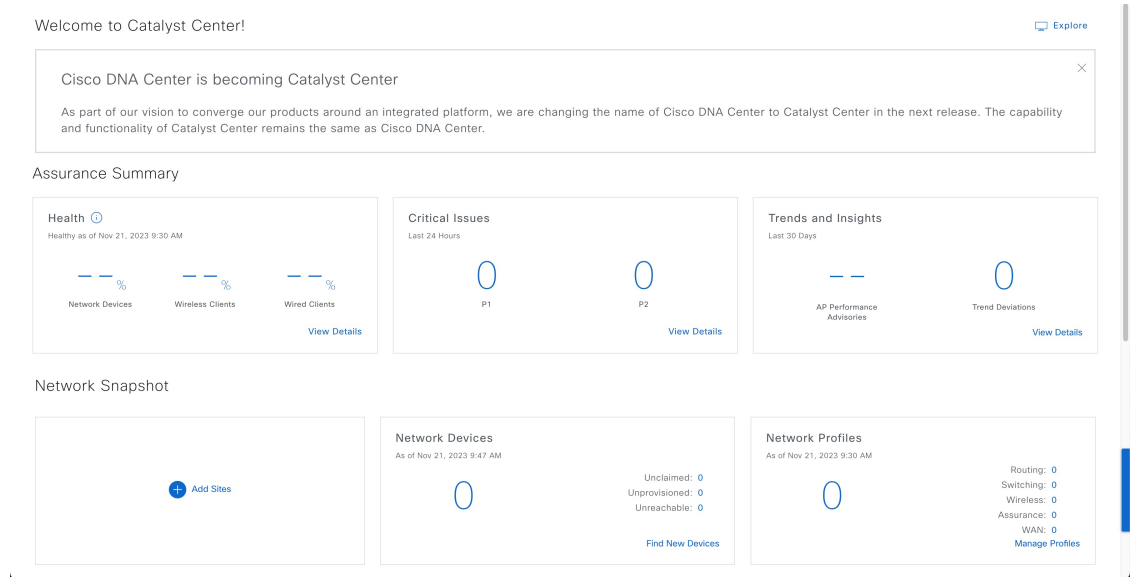 Welcome to Catalyst Center!
Explore
Cisco DNA Center is becoming Catalyst Center
As part of our vision to converge our products around an integrated platform, we are changing the name of Cisco DNA Center to Catalyst Center in the next release. The capability
and functionality of Catalyst Center remains the same as Cisco DNA Center.
Assurance Summary
Health
Healthy as of Nov 21, 2023 9:30 AM
– – %
Network Devices
– – %
Wireless Clients
– – %
Wired Clients
View Details
Critical Issues
Last 24 Hours
0
P1
0
P2
View Details
Trends and Insights
Last 30 Days
– –
AP Performance
Advisories
0
Trend Deviations
View Details
Network Snapshot
Add Sites
Network Devices
As of Nov 21, 2023 9:47 AM
0
Unclaimed: 0
Unprovisioned: 0
Unreachable: 0
Find New Devices
Network Profiles
As of Nov 21, 2023 9:30 AM
0
Routing: 0
Switching: 0
Wireless: 0
Assurance: 0
WAN: 0
Manage Profiles